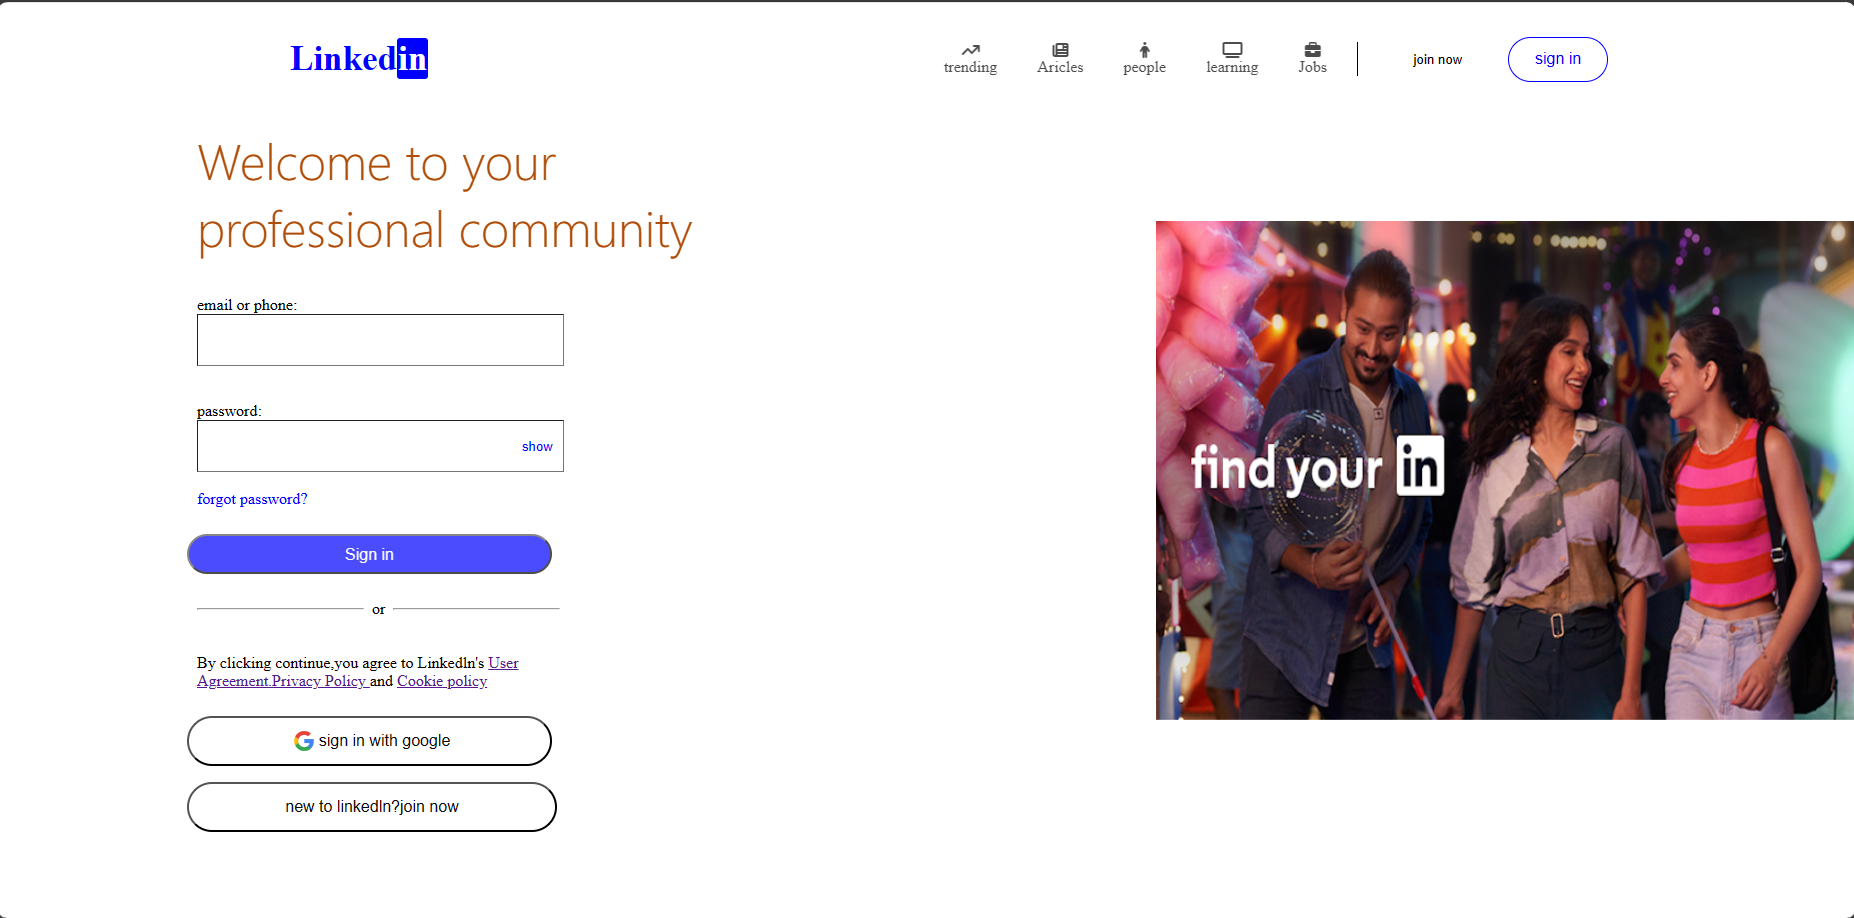 Linkedin
trending
Aricles
people
learning
Jobs
join now
sign in
Welcome to your
professional community
email or phone:
password:
show
forgot password?
Sign in
or
By clicking continue,you agree to Linkedln's User
Agreement.Privacy Policy and Cookie policy
sign in with google
new to linkedln?join now
find your in